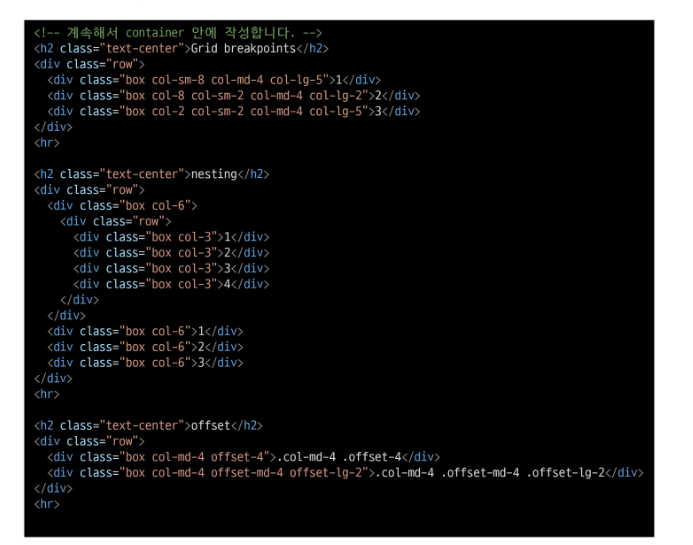 <!-- 계속해서 container 안에 작성합니다. -->
<h2 class="text-center">Grid breakpoints</h2>
<div class="row">
  <div class="box col-sm-8 col-md-4 col-lg-5">1</div>
  <div class="box col-8 col-sm-2 col-md-4 col-lg-2">2</div>
  <div class="box col-2 col-sm-2 col-md-4 col-lg-5">3</div>
</div>
<hr>

<h2 class="text-center">nesting</h2>
<div class="row">
  <div class="box col-6">
    <div class="row">
      <div class="box col-3">1</div>
      <div class="box col-3">2</div>
      <div class="box col-3">3</div>
      <div class="box col-3">4</div>
    </div>
  </div>
  <div class="box col-6">1</div>
  <div class="box col-6">2</div>
  <div class="box col-6">3</div>
</div>
<hr>

<h2 class="text-center">offset</h2>
<div class="row">
  <div class="box col-md-4 offset-4">.col-md-4 .offset-4</div>
  <div class="box col-md-4 offset-md-4 offset-lg-2">.col-md-4 .offset-md-4 .offset-lg-2</div>
</div>
<hr>